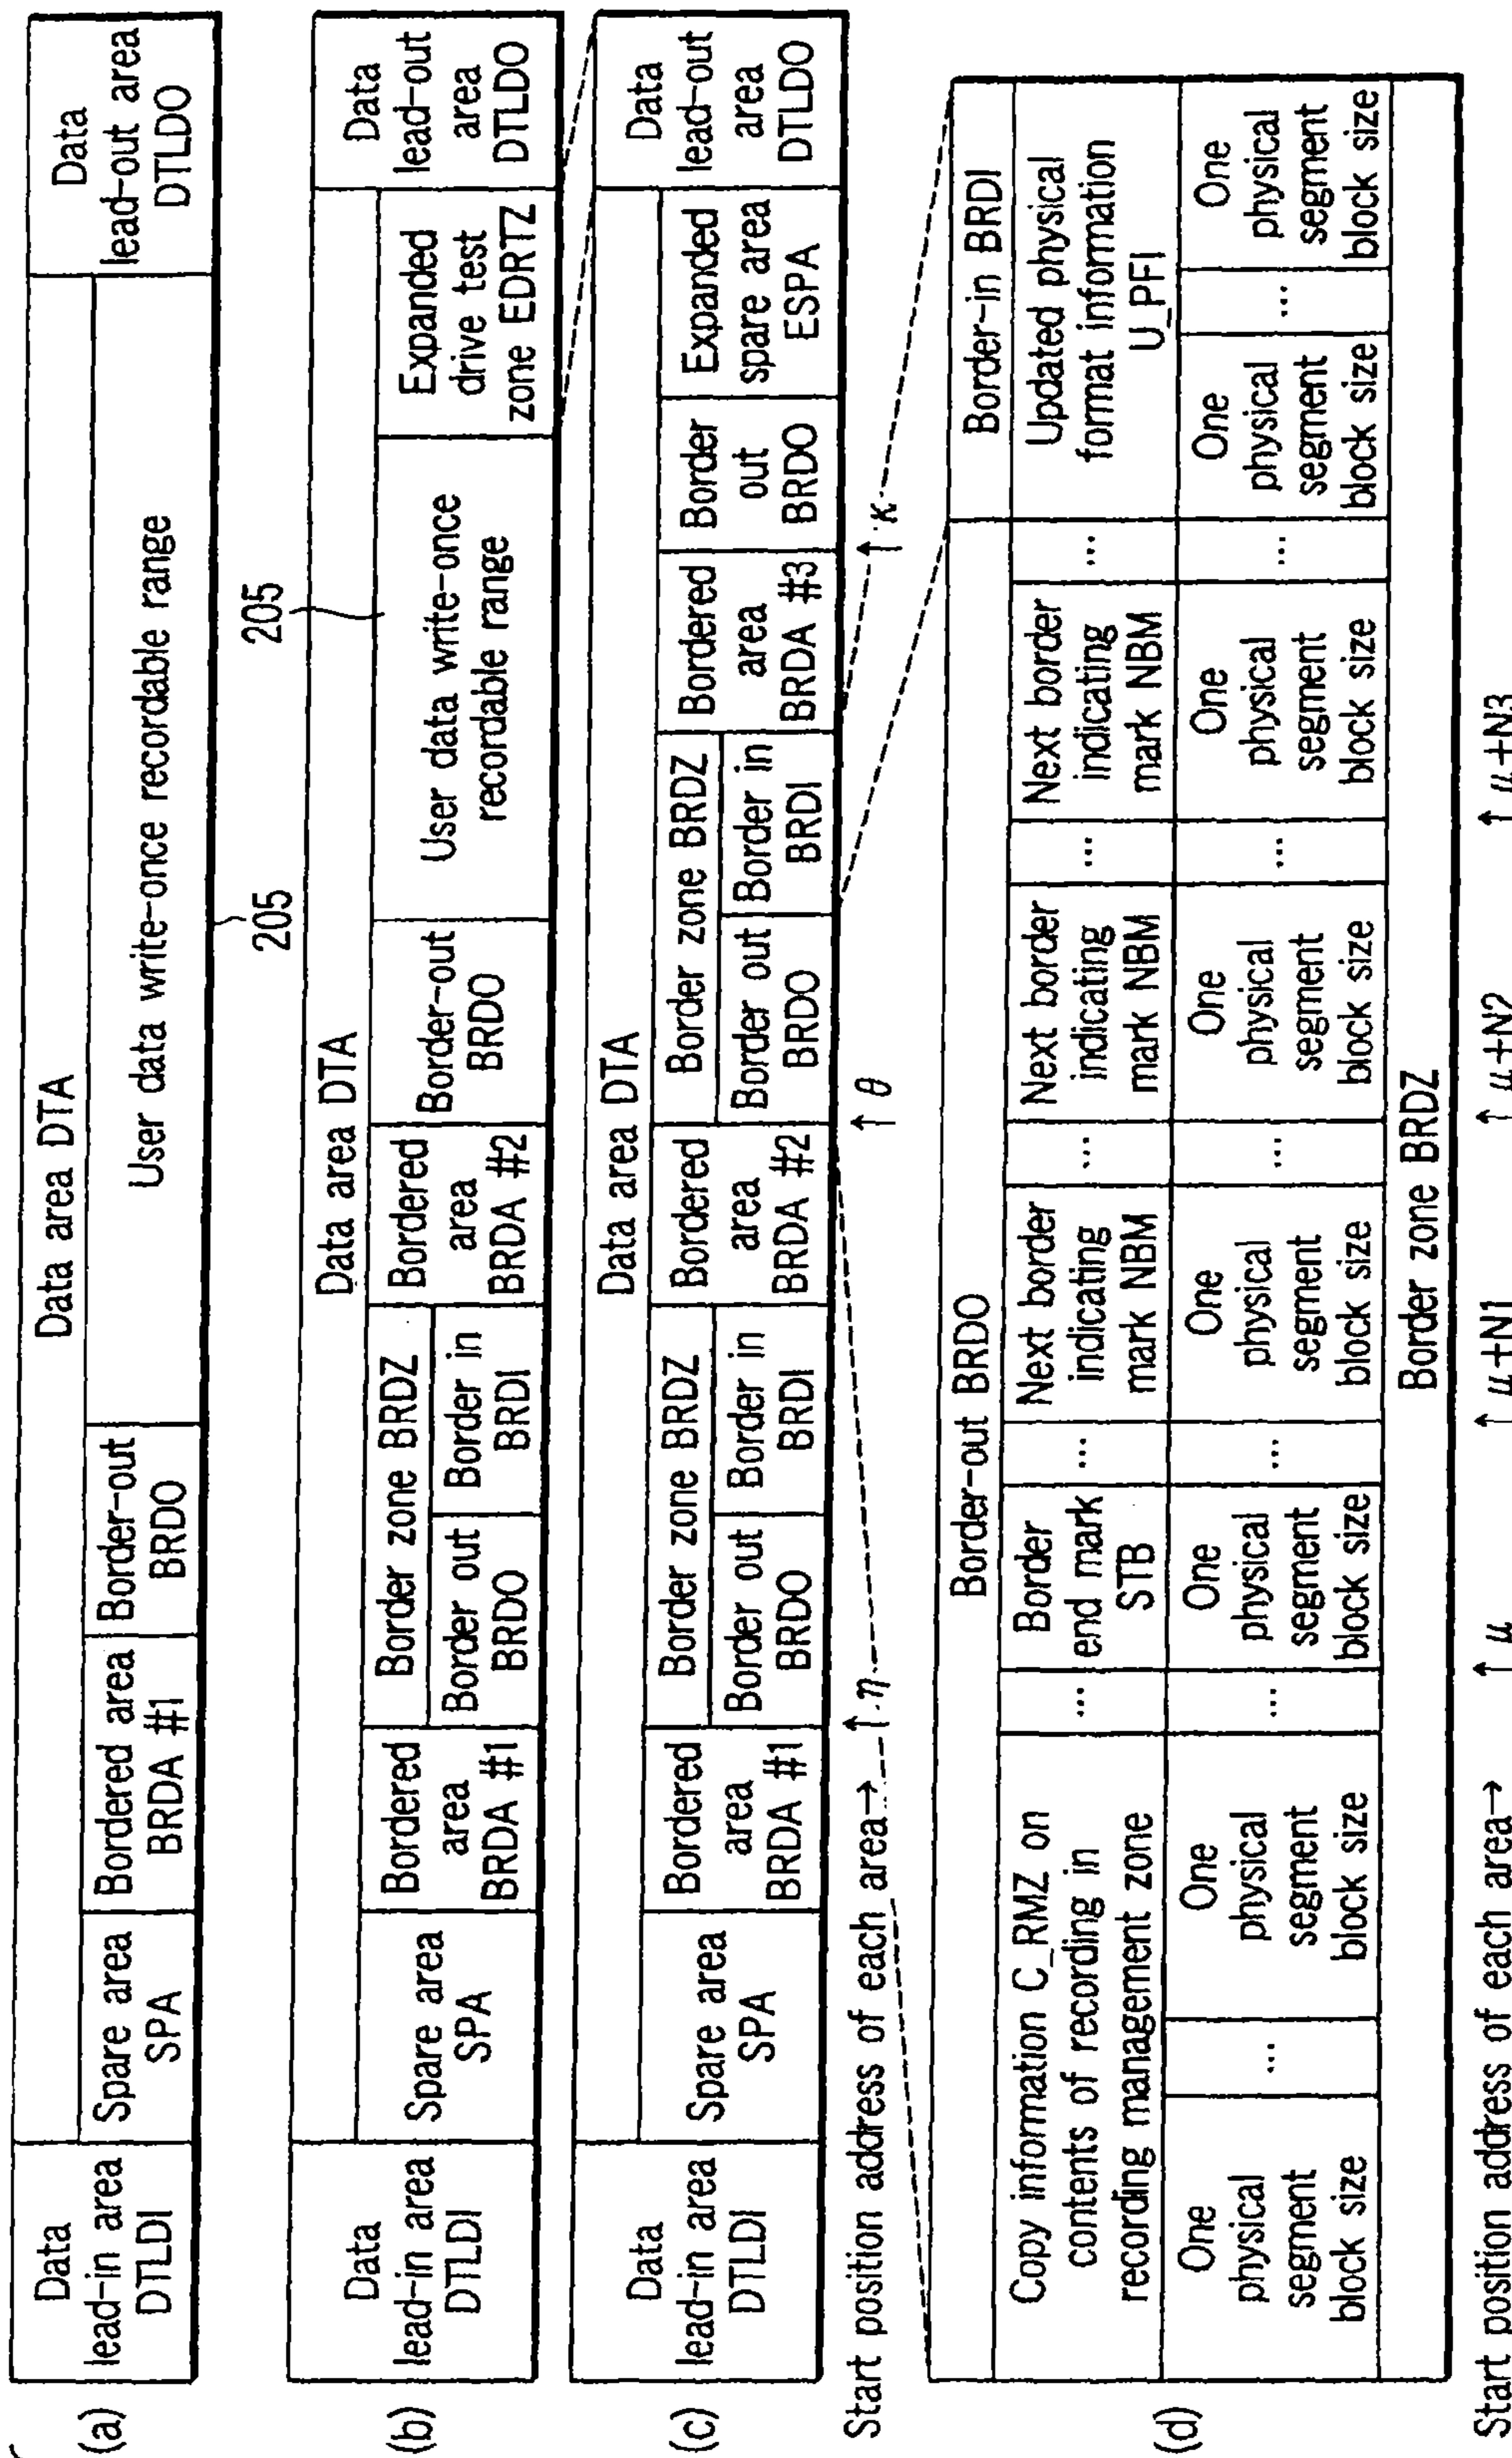 (a)
Data
lead-in area
DTLDI
Data area DTA
Spare area
SPA
Bordered area
BRDA #1
Border-out
BRDO
User data write-once recordable range
Data
lead-out area
DTLDO
205
(b)
Data
lead-in area
DTLDI
Data area DTA
Spare area
SPA
Bordered
area
BRDA #1
Border zone BRDZ
Border out
BRDO
Border in
BRDI
Bordered
area
BRDA #2
Border-out
BRDO
User data write-once
recordable range
205
Expanded
drive test
zone EDRTZ
Data
lead-out
area
DTLDO
(c)
Data
lead-in area
DTLDI
Data area DTA
Spare area
SPA
Bordered
area
BRDA #1
Border zone BRDZ
Border out
BRDO
Border in
BRDI
Bordered
area
BRDA #2
Border zone BRDZ
Border out
BRDO
Border in
BRDI
Bordered
area
BRDA #3
Border
out
BRDO
Expanded
spare area
ESPA
Data
lead-out
area
DTLDO
Start position address of each area→ ↑η ↑θ ↑κ
(d)
Border-out BRDO
Border-in BRDI
Copy information C_RMZ on
contents of recording in
recording management zone
...
Border
end mark
STB
...
Next border
indicating
mark NBM
...
Next border
indicating
mark NBM
...
Next border
indicating
mark NBM
...
Updated physical
format information
U_PFI
One
physical
segment
block size
...
One
physical
segment
block size
...
One
physical
segment
block size
...
One
physical
segment
block size
...
One
physical
segment
block size
...
One
physical
segment
block size
...
One
physical
segment
block size
...
One
physical
segment
block size
Border zone BRDZ
Start position address of each area→ ↑μ ↑μ+N1 ↑μ+N2 ↑μ+N3